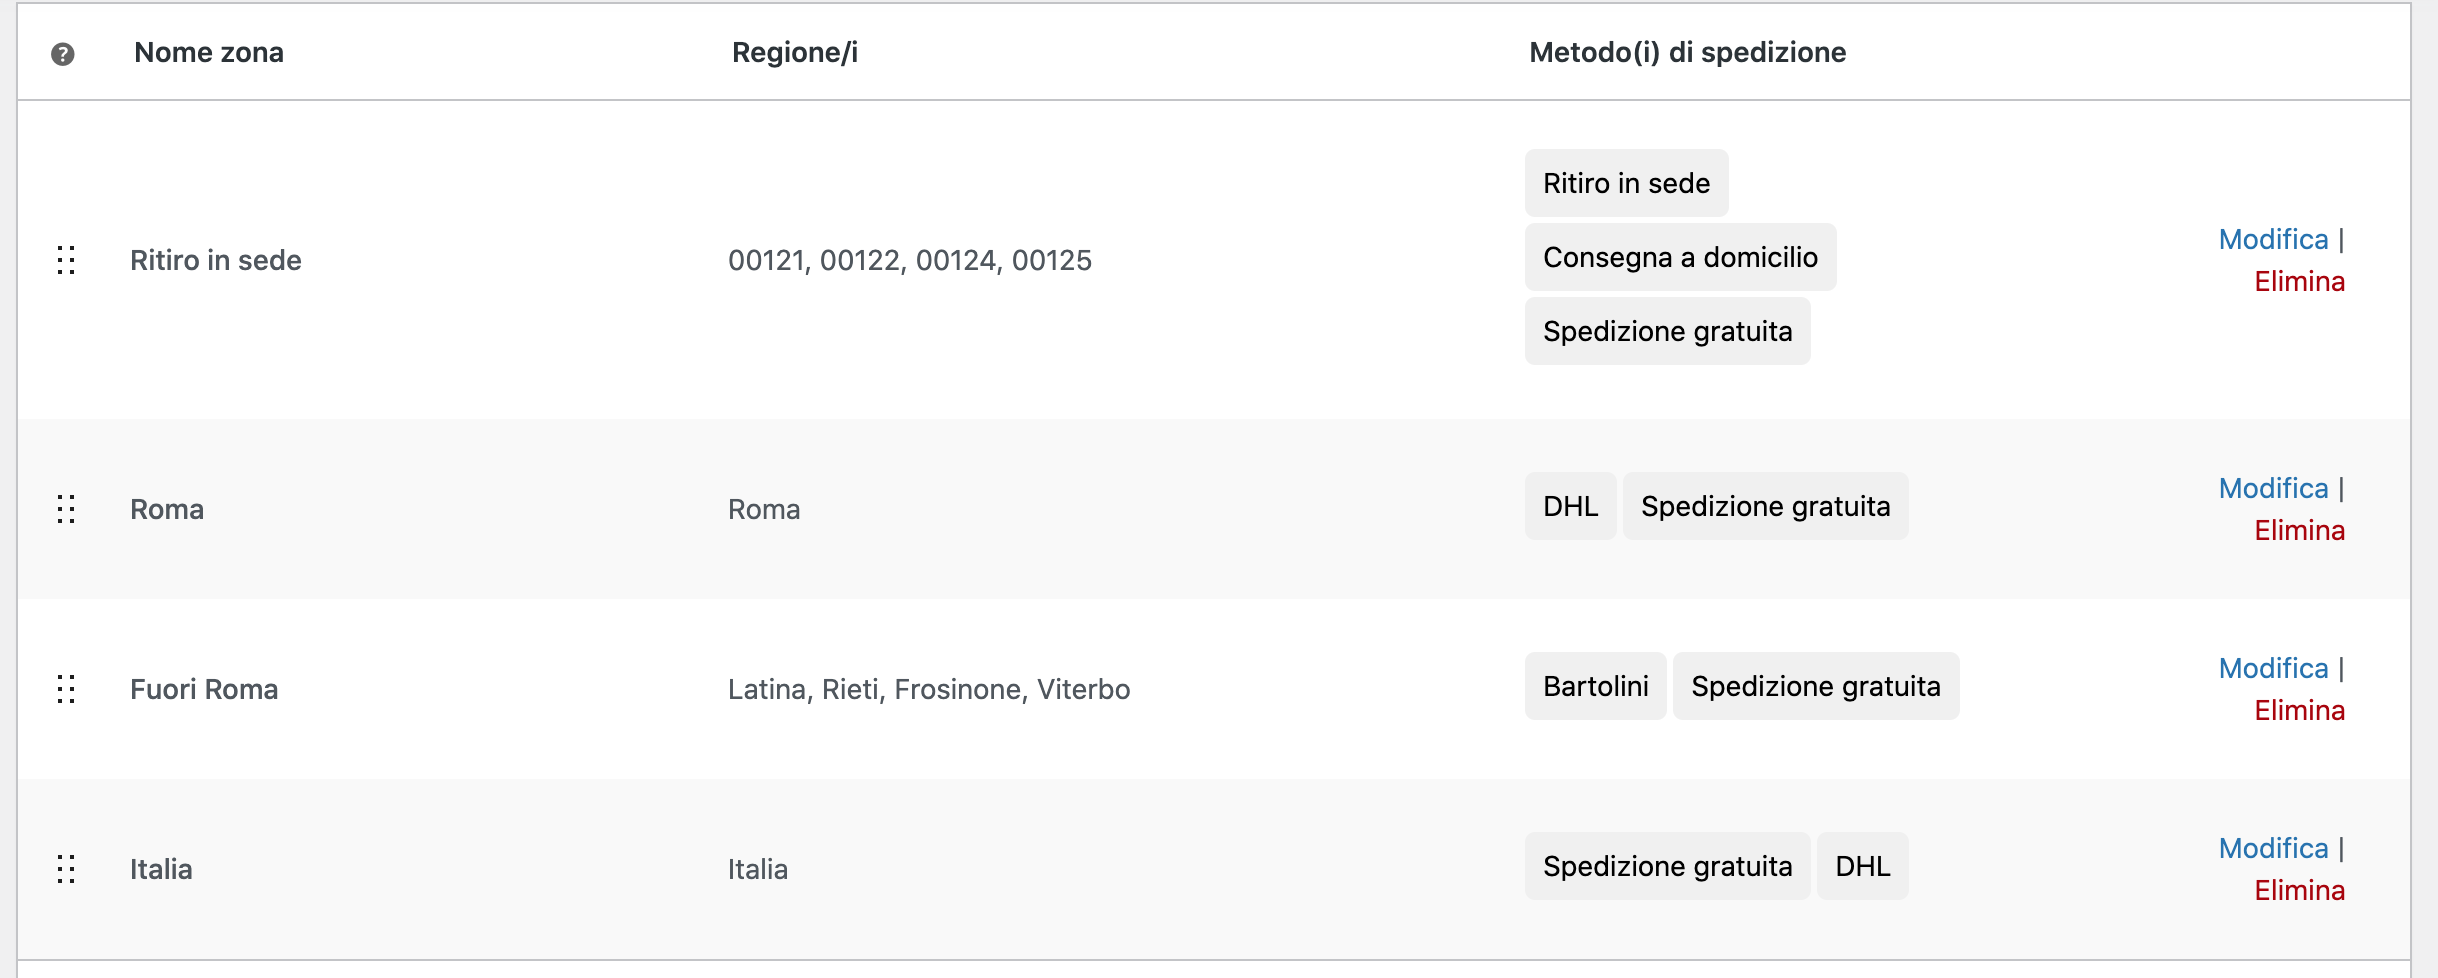 ? Nome zona Regione/i Metodo(i) di spedizione
Ritiro in sede
Ritiro in sede 00121, 00122, 00124, 00125 Consegna a domicilio Modifica |
Elimina
Spedizione gratuita
Roma Roma DHL Spedizione gratuita Modifica |
Elimina
Fuori Roma Latina, Rieti, Frosinone, Viterbo Bartolini Spedizione gratuita Modifica |
Elimina
Italia Italia Spedizione gratuita DHL Modifica |
Elimina